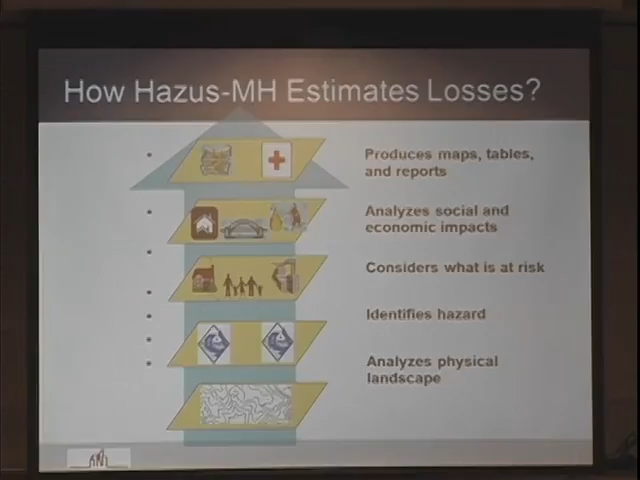 How Hazus-MH Estimates Losses?
Produces maps, tables,
and reports
Analyzes social and
economic impacts
Considers what is at risk
Identifies hazard
Analyzes physical
landscape